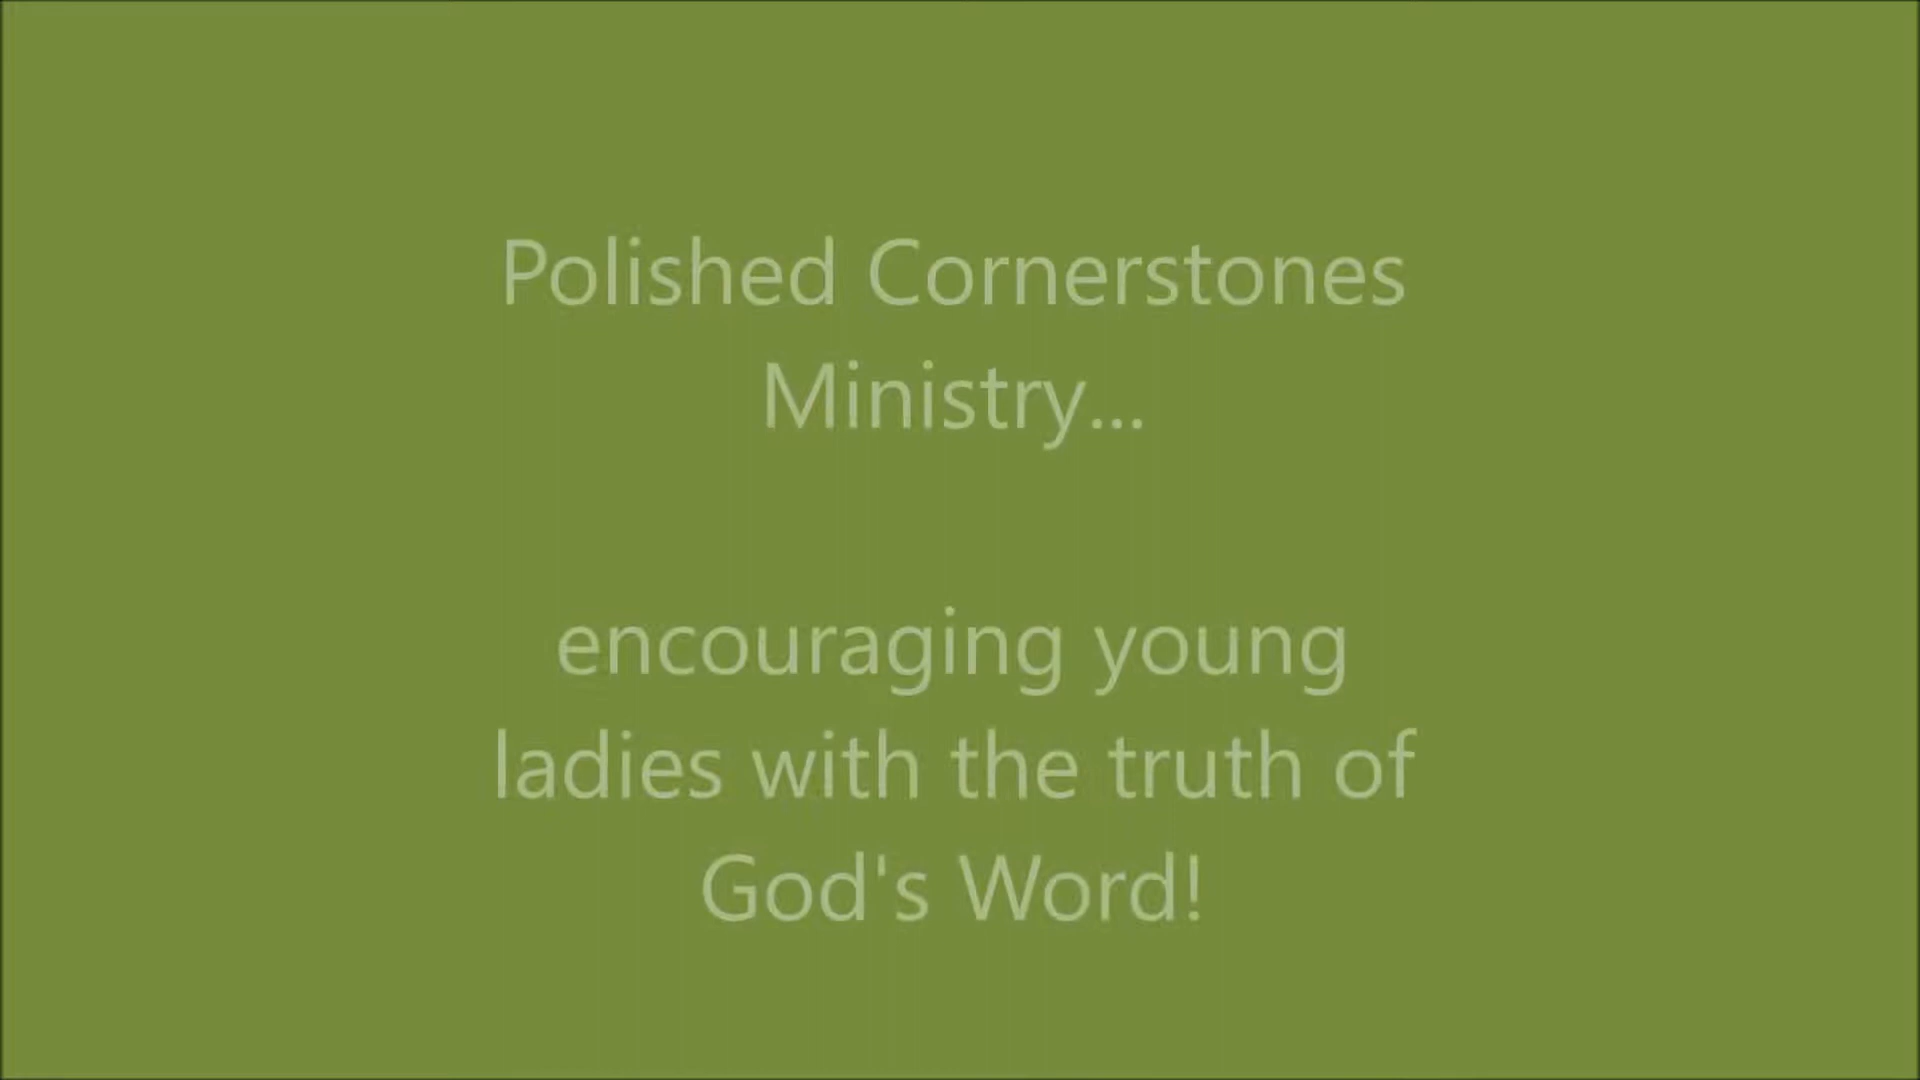 Polished Cornerstones
Ministry...
encouraging young
ladies with the truth of
God's Word!